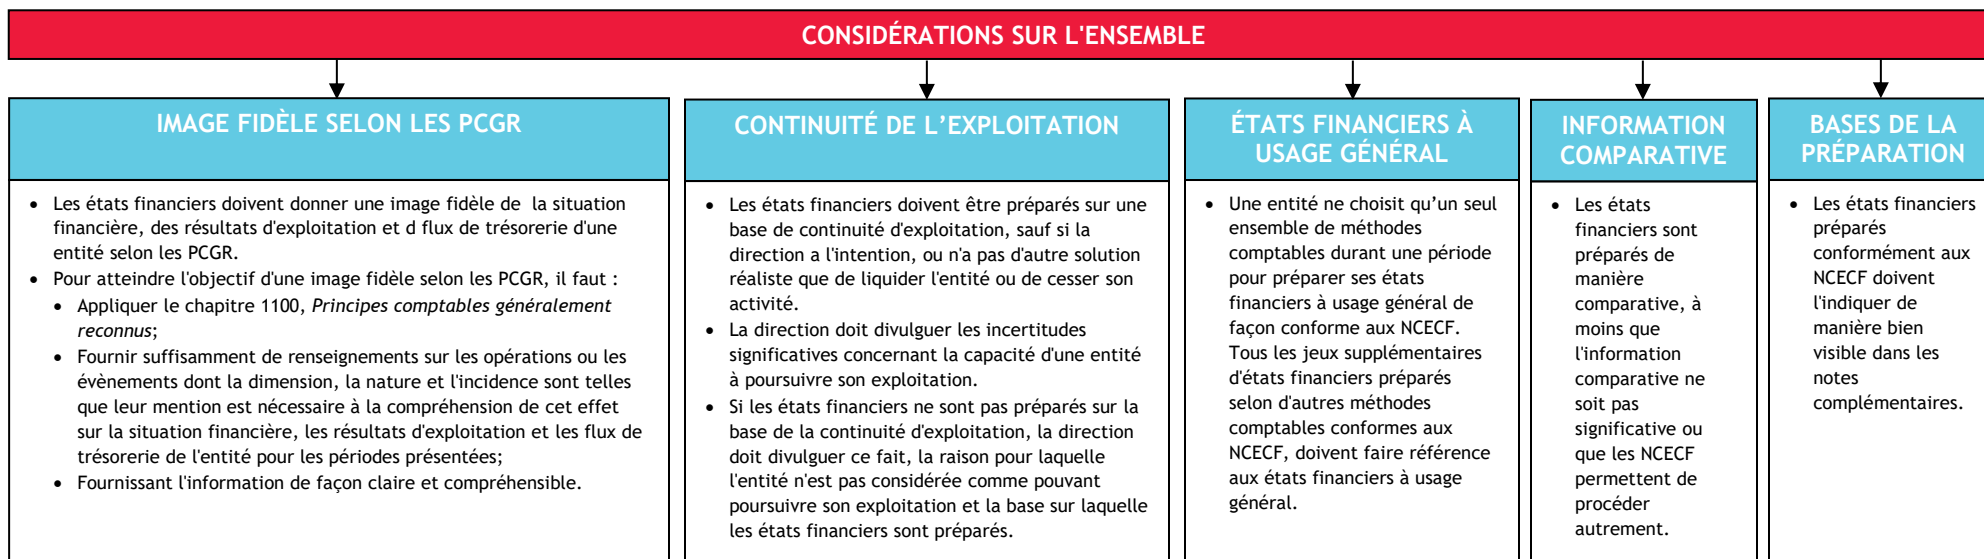 CONSIDÉRATIONS SUR L'ENSEMBLE
IMAGE FIDÈLE SELON LES PCGR
• Les états financiers doivent donner une image fidèle de la situation
financière, des résultats d'exploitation et d flux de trésorerie d'une
entité selon les PCGR.
• Pour atteindre l'objectif d'une image fidèle selon les PCGR, il faut :
• Appliquer le chapitre 1100, Principes comptables généralement
reconnus;
• Fournir suffisamment de renseignements sur les opérations ou les
évènements dont la dimension, la nature et l'incidence sont telles
que leur mention est nécessaire à la compréhension de cet effet
sur la situation financière, les résultats d'exploitation et les flux de
trésorerie de l'entité pour les périodes présentées;
• Fournissant l'information de façon claire et compréhensible.
CONTINUITÉ DE L’EXPLOITATION
• Les états financiers doivent être préparés sur une
base de continuité d'exploitation, sauf si la
direction a l'intention, ou n'a pas d'autre solution
réaliste que de liquider l'entité ou de cesser son
activité.
• La direction doit divulguer les incertitudes
significatives concernant la capacité d'une entité
à poursuivre son exploitation.
• Si les états financiers ne sont pas préparés sur la
base de la continuité d'exploitation, la direction
doit divulguer ce fait, la raison pour laquelle
l'entité n'est pas considérée comme pouvant
poursuivre son exploitation et la base sur laquelle
les états financiers sont préparés.
ÉTATS FINANCIERS À
USAGE GÉNÉRAL
• Une entité ne choisit qu’un seul
ensemble de méthodes
comptables durant une période
pour préparer ses états
financiers à usage général de
façon conforme aux NCECF.
Tous les jeux supplémentaires
d'états financiers préparés
selon d'autres méthodes
comptables conformes aux
NCECF, doivent faire référence
aux états financiers à usage
général.
INFORMATION
COMPARATIVE
• Les états
financiers sont
préparés de
manière
comparative, à
moins que
l'information
comparative ne
soit pas
significative ou
que les NCECF
permettent de
procéder
autrement.
BASES DE LA
PRÉPARATION
• Les états financiers
préparés
conformément aux
NCECF doivent
l'indiquer de
manière bien
visible dans les
notes
complémentaires.